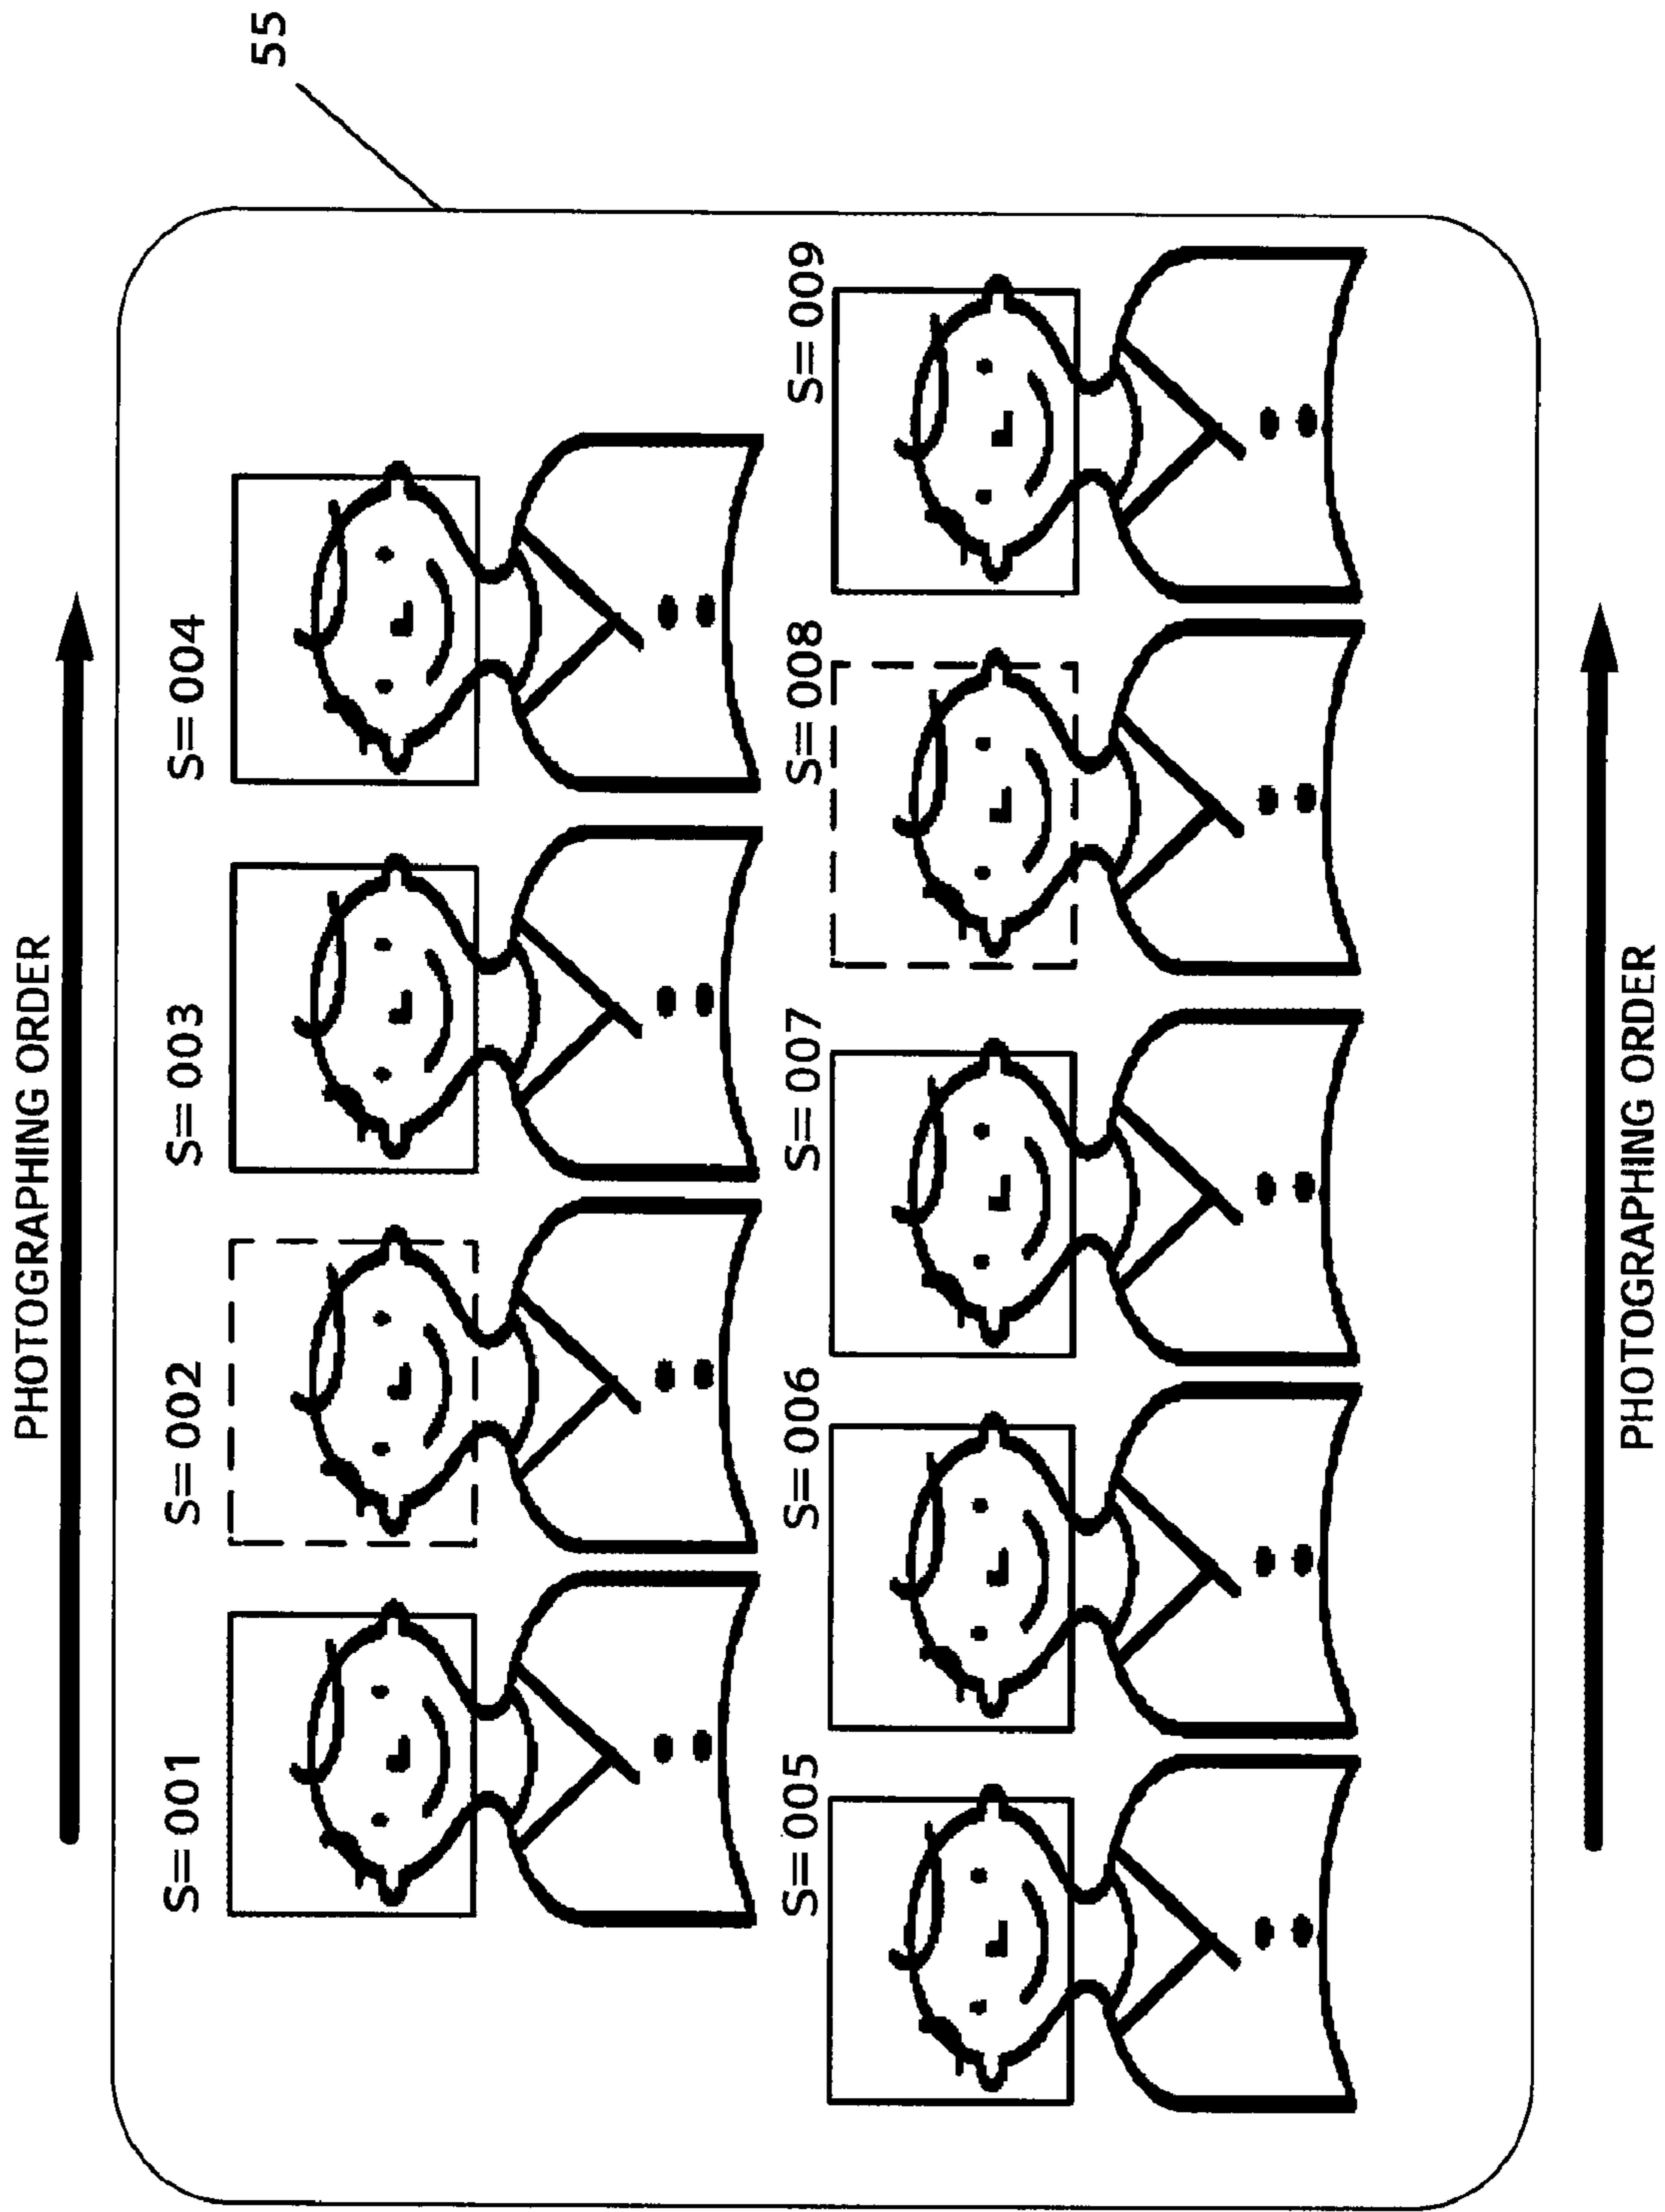 PHOTOGRAPHING ORDER
55
S=001
S=002
S=003
S=004
S=005
S=006
S=007
S=008
S=009
PHOTOGRAPHING ORDER